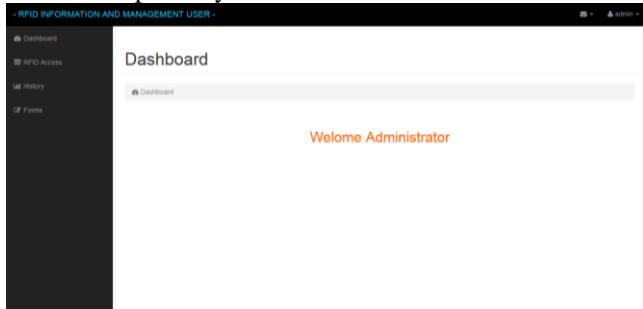 - RFID INFORMATION AND MANAGEMENT USER -
admin
Dashboard
RFID Access
History
Forms
Dashboard
Dashboard
Welome Administrator